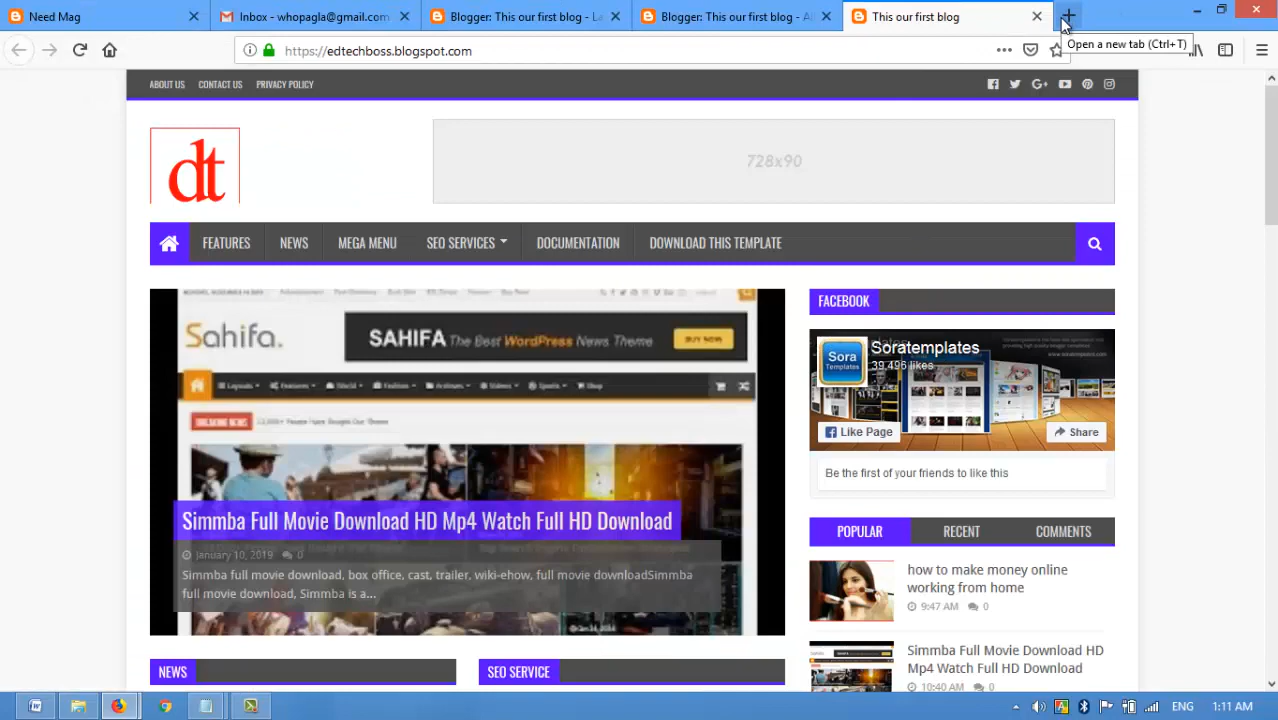 Need Mag
Inbox - whopagla@gmail.com
Blogger: This our first blog - La
Blogger: This our first blog - All
This our first blog
https://edtechboss.blogspot.com
Open a new tab (Ctrl+T)
ABOUT US CONTACT US PRIVACY POLICY
dt
728x90
FEATURES NEWS MEGA MENU SEO SERVICES DOCUMENTATION DOWNLOAD THIS TEMPLATE
Sahifa.
SAHIFA The Best WordPress News Theme BUY NOW
BREAKING NEWS
Simmba Full Movie Download HD Mp4 Watch Full HD Download
January 10, 2019 0
Simmba full movie download, box office, cast, trailer, wiki-ehow, full movie downloadSimmba
full movie download, Simmba is a...
FACEBOOK
Sora
Templates
Soratemplates
39,496 likes
Like Page Share
Be the first of your friends to like this
POPULAR RECENT COMMENTS
how to make money online
working from home
9:47 AM 0
Simmba Full Movie Download HD
Mp4 Watch Full HD Download
10:40 AM 0
NEWS
SEO SERVICE
ENG 1:11 AM